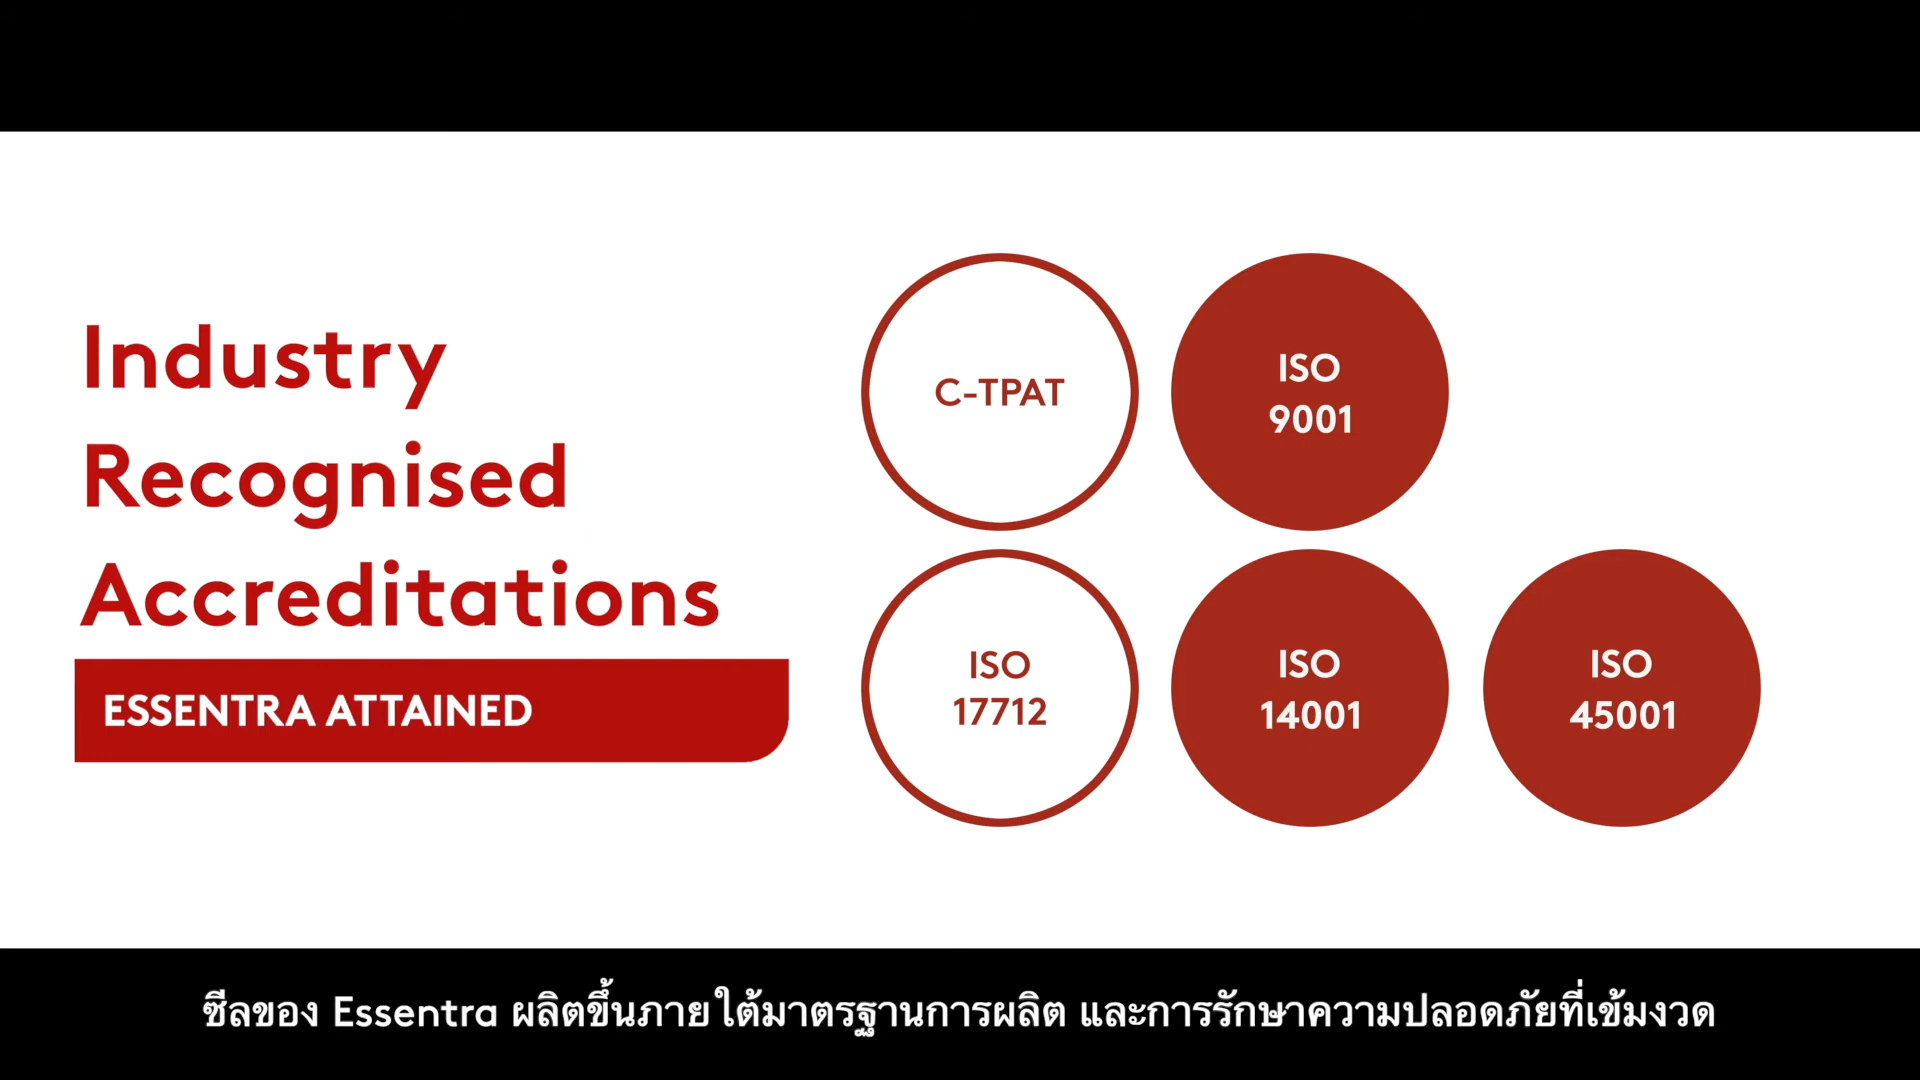 Industry
Recognised
Accreditations
ESSENTRA ATTAINED
C-TPAT
ISO
9001
ISO
17712
ISO
14001
ISO
45001
ซีลของ Essentra ผลิตขึ้นภายใต้มาตรฐานการผลิต และการรักษาความปลอดภัยที่เข้มงวด